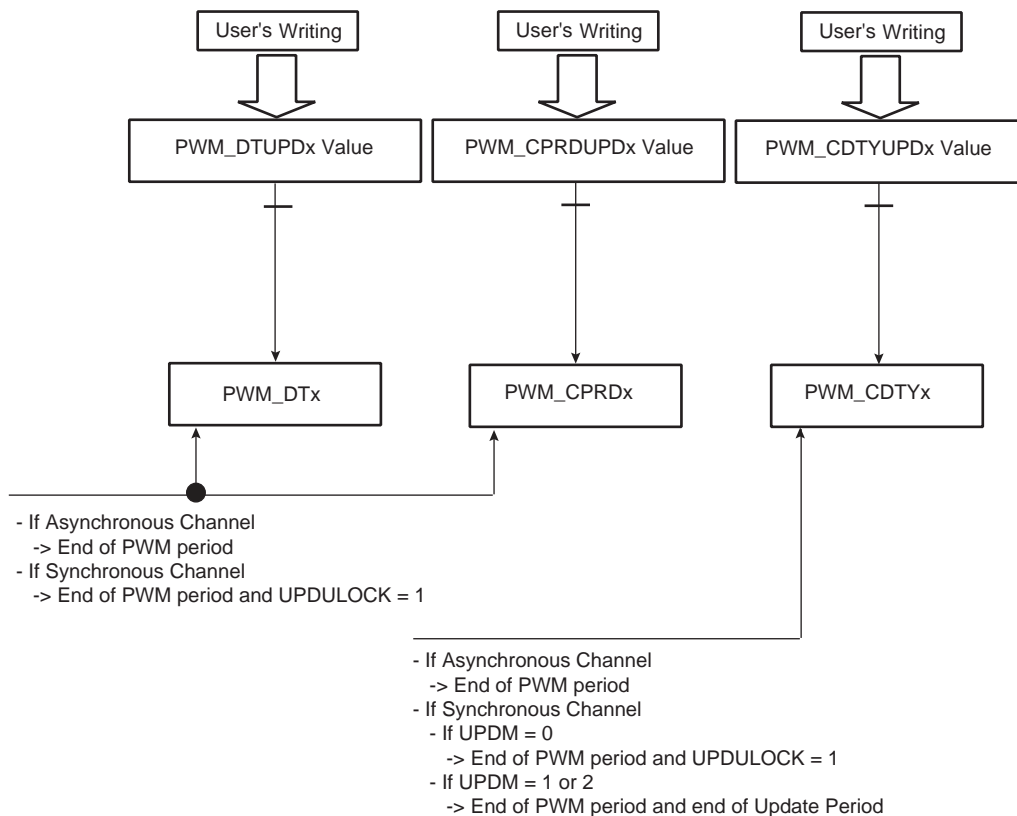 User's Writing
User's Writing
User's Writing
PWM_DTUPDx Value
PWM_CPRDUPDx Value
PWM_CDTYUPDx Value
PWM_DTx
PWM_CPRDx
PWM_CDTYx
- If Asynchronous Channel
-> End of PWM period
- If Synchronous Channel
-> End of PWM period and UPDULOCK = 1
- If Asynchronous Channel
-> End of PWM period
- If Synchronous Channel
- If UPDM = 0
-> End of PWM period and UPDULOCK = 1
- If UPDM = 1 or 2
-> End of PWM period and end of Update Period